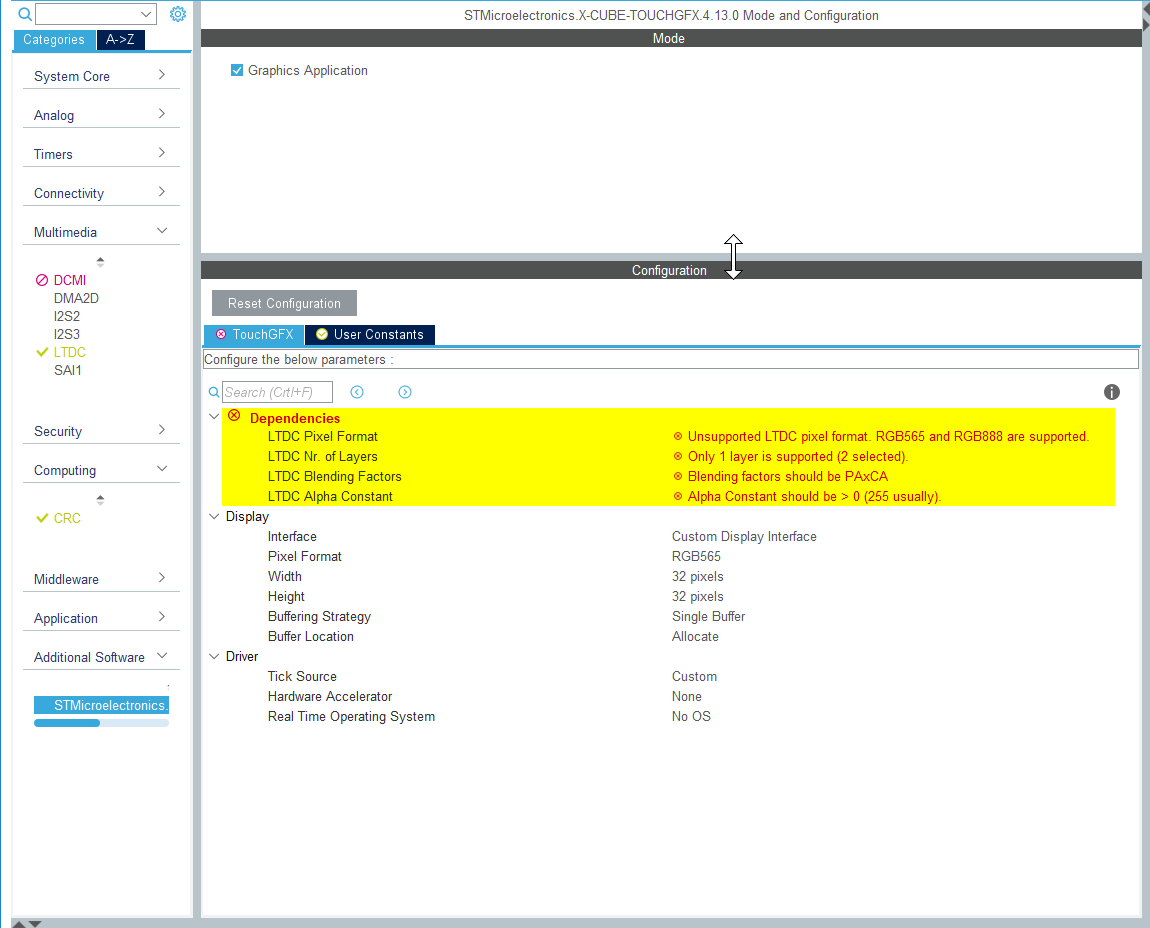 STMicroelectronics.X-CUBE-TOUCHGFX.4.13.0 Mode and Configuration
Categories
A->Z
System Core
Analog
Timers
Connectivity
Multimedia
DCMI
DMA2D
I2S2
I2S3
LTDC
SAI1
Security
Computing
CRC
Middleware
Application
Additional Software
STMicroelectronics.
Mode
Graphics Application
Configuration
Reset Configuration
TouchGFX
User Constants
Configure the below parameters :
Search (Crtl+F)
Dependencies
LTDC Pixel Format Unsupported LTDC pixel format. RGB565 and RGB888 are supported.
LTDC Nr. of Layers Only 1 layer is supported (2 selected).
LTDC Blending Factors Blending factors should be PAxCA
LTDC Alpha Constant Alpha Constant should be > 0 (255 usually).
Display
Interface Custom Display Interface
Pixel Format RGB565
Width 32 pixels
Height 32 pixels
Buffering Strategy Single Buffer
Buffer Location Allocate
Driver
Tick Source Custom
Hardware Accelerator None
Real Time Operating System No OS